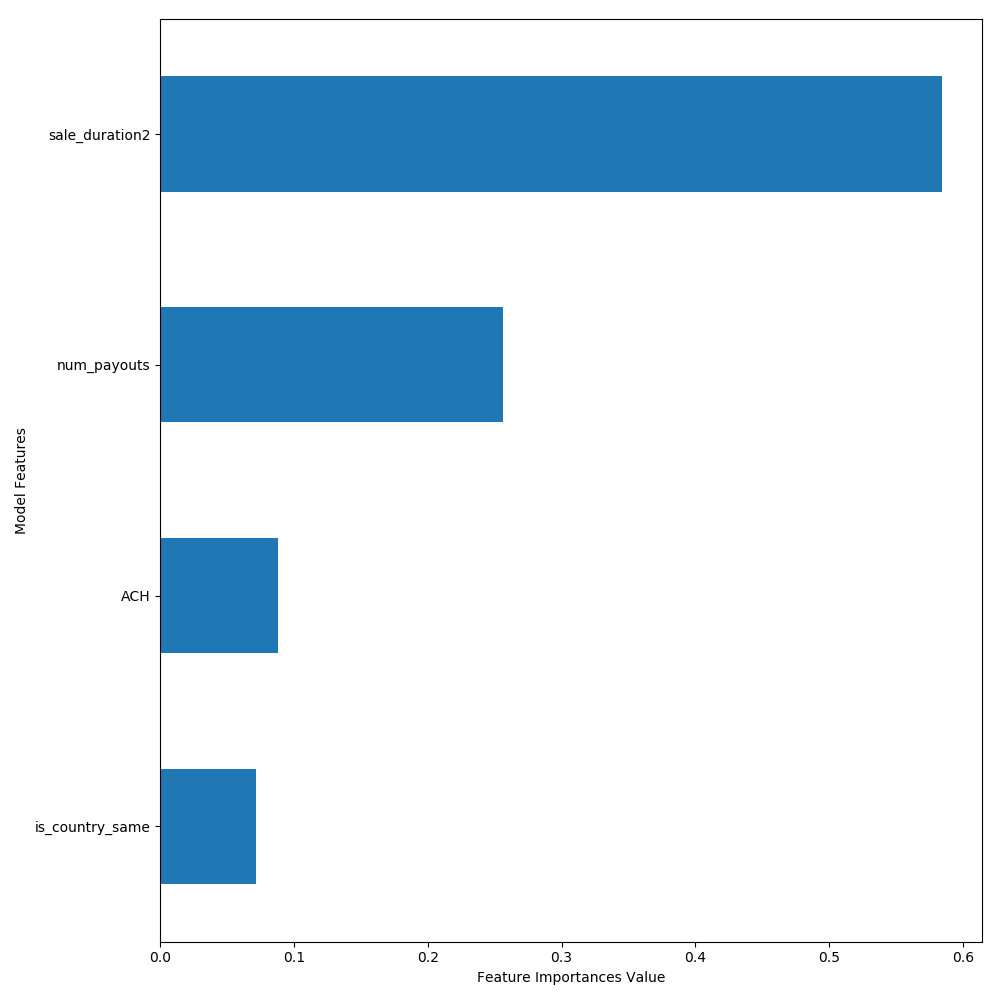 sale_duration2
num_payouts
ACH
is_country_same
Model Features
0.0 0.1 0.2 0.3 0.4 0.5 0.6
Feature Importances Value